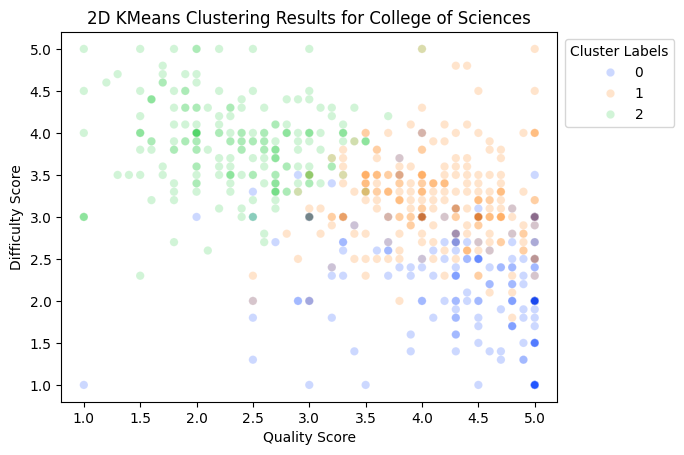 2D KMeans Clustering Results for College of Sciences
Cluster Labels
0
1
2
Difficulty Score
5.0
4.5
4.0
3.5
3.0
2.5
2.0
1.5
1.0
1.0 1.5 2.0 2.5 3.0 3.5 4.0 4.5 5.0
Quality Score